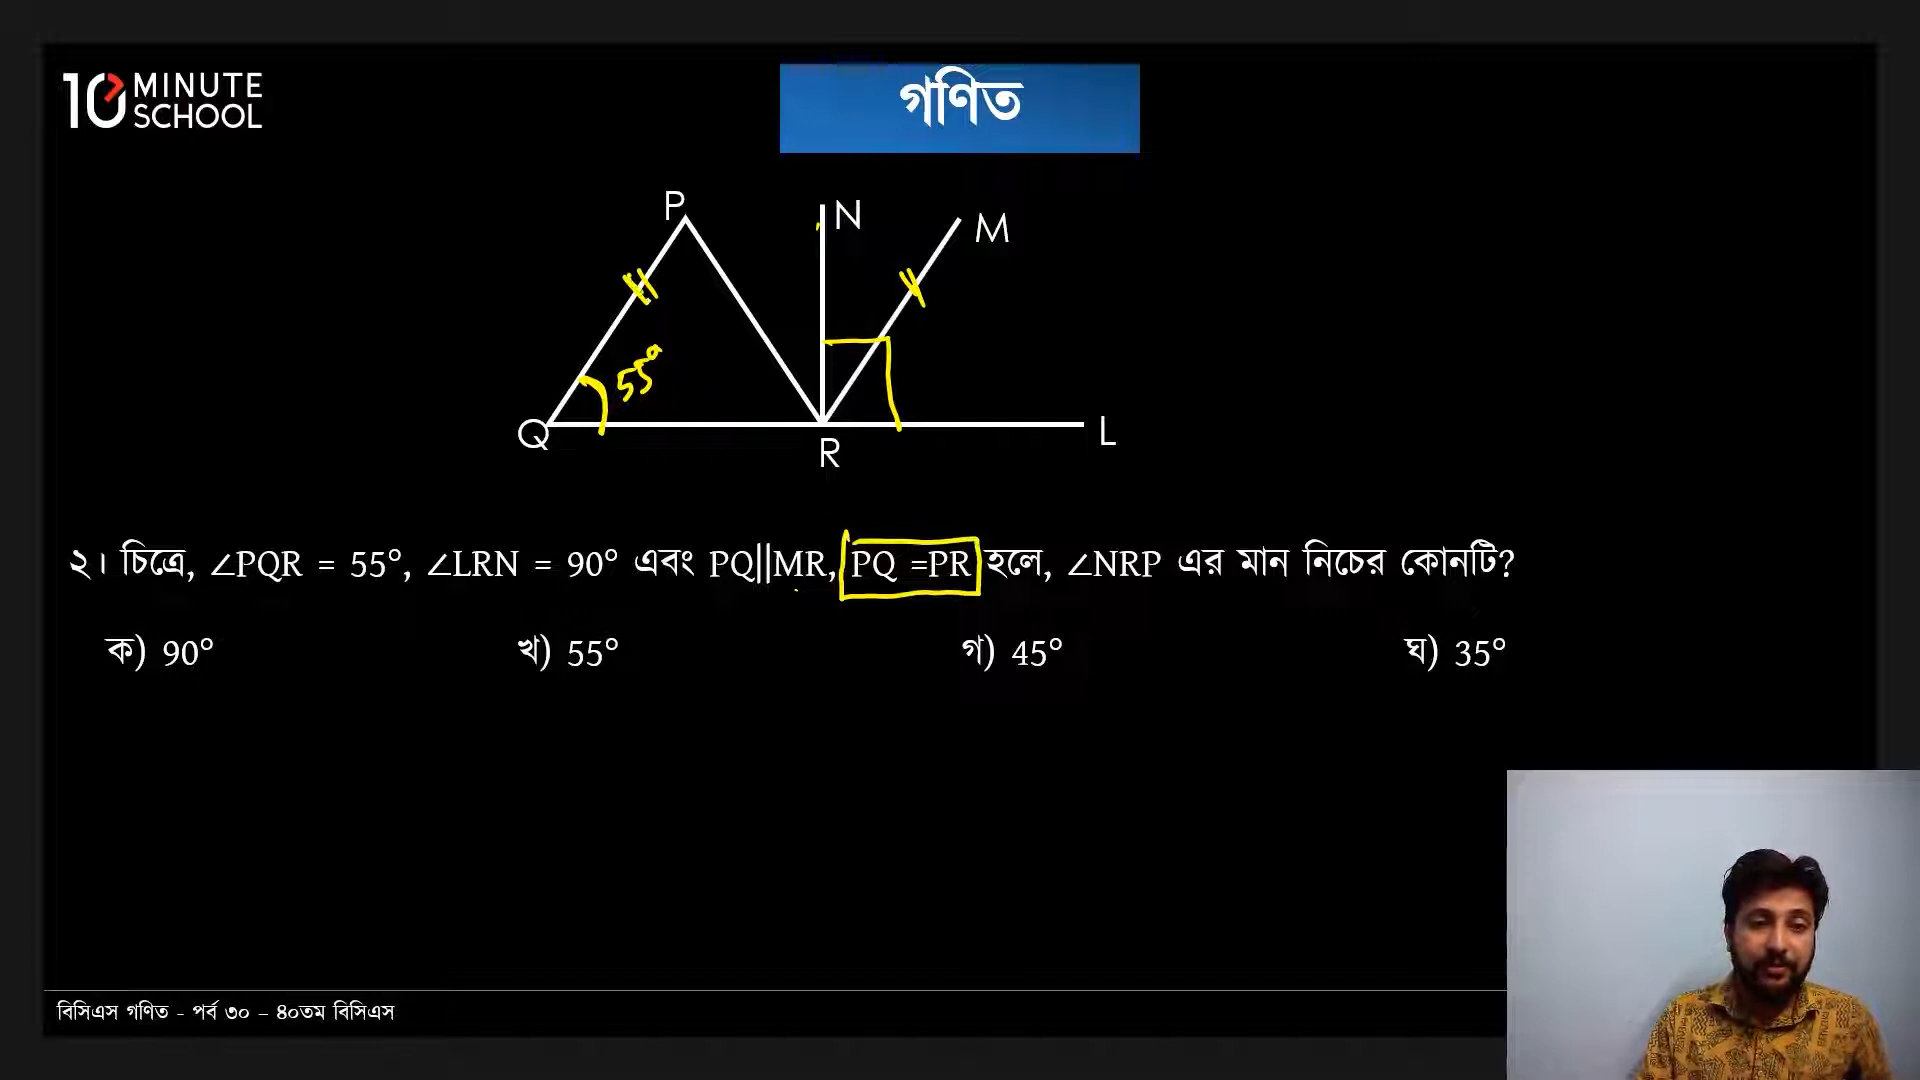 10 MINUTE SCHOOL
গণিত
P
N
M
55°
Q
R
L
২। চিত্রে, ∠PQR = 55°, ∠LRN = 90° এবং PQ||MR, PQ =PR হলে, ∠NRP এর মান নিচের কোনটি?
ক) 90° খ) 55° গ) 45° ঘ) 35°
বিসিএস গণিত - পর্ব ৩০ – ৪০তম বিসিএস